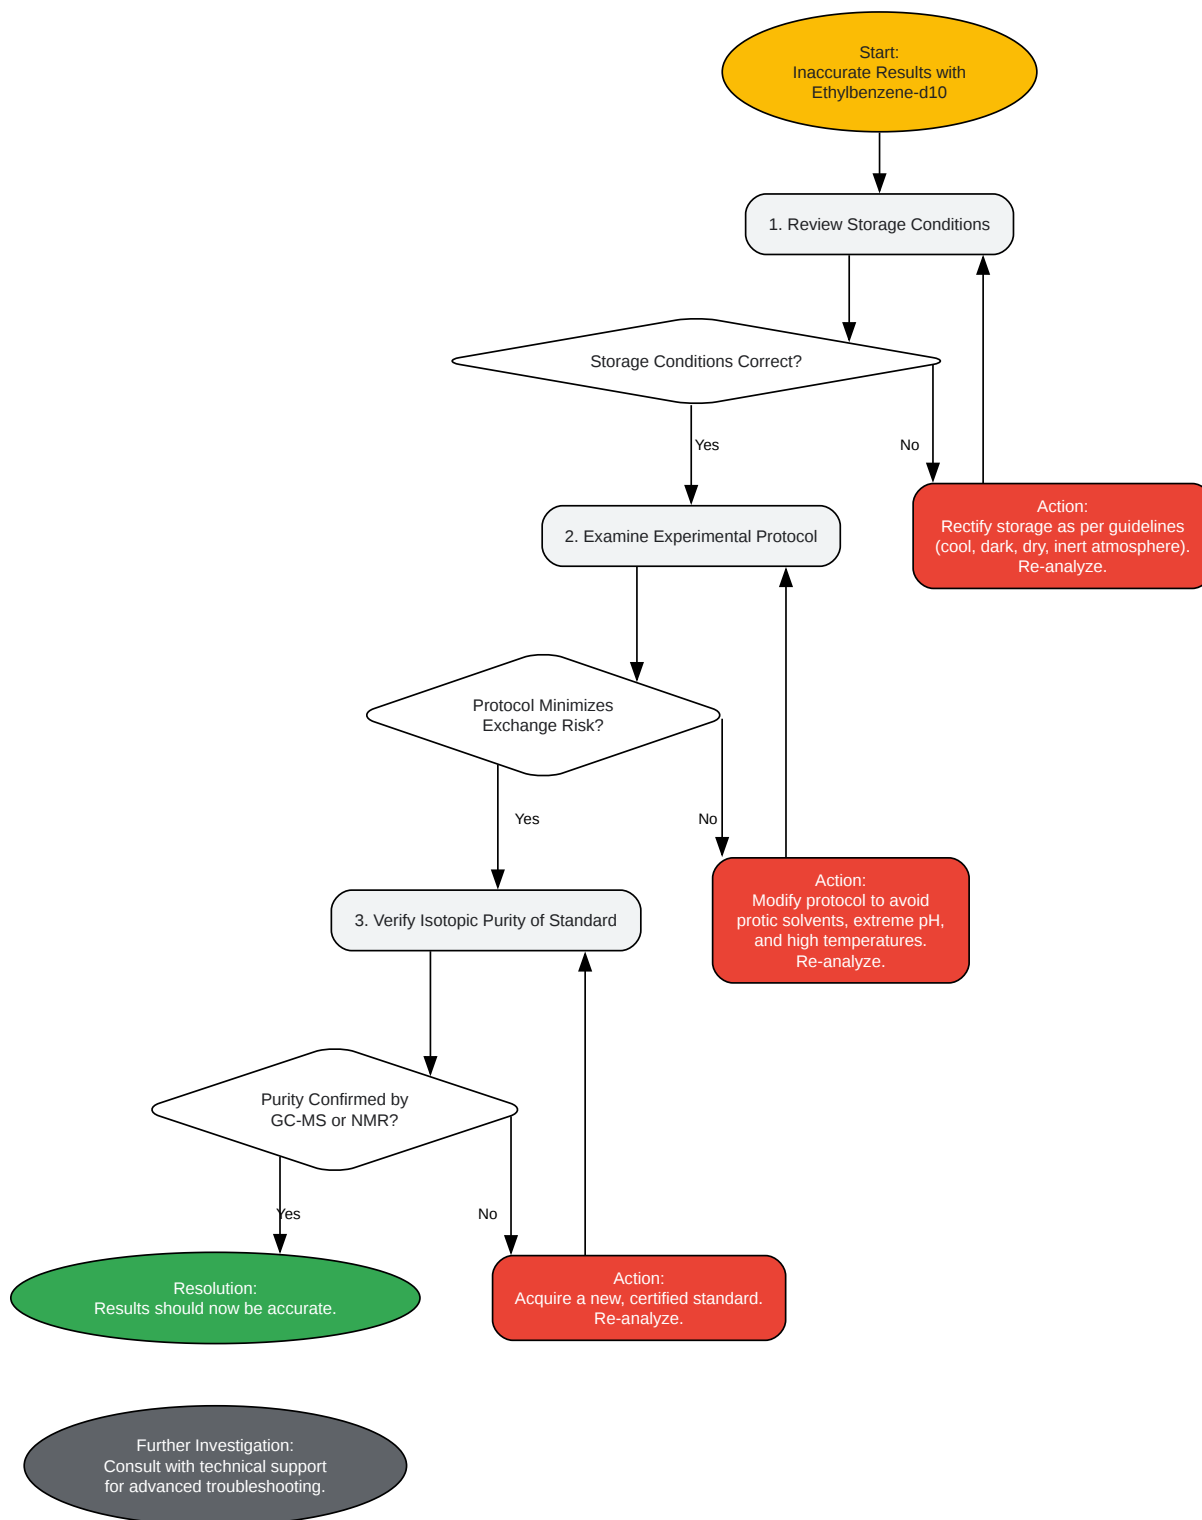 Start:
Inaccurate Results with
Ethylbenzene-d10
1. Review Storage Conditions
Storage Conditions Correct?
Yes
No
Action:
Rectify storage as per guidelines
(cool, dark, dry, inert atmosphere).
Re-analyze.
2. Examine Experimental Protocol
Protocol Minimizes
Exchange Risk?
Yes
No
Action:
Modify protocol to avoid
protic solvents, extreme pH,
and high temperatures.
Re-analyze.
3. Verify Isotopic Purity of Standard
Purity Confirmed by
GC-MS or NMR?
Yes
No
Resolution:
Results should now be accurate.
Action:
Acquire a new, certified standard.
Re-analyze.
Further Investigation:
Consult with technical support
for advanced troubleshooting.